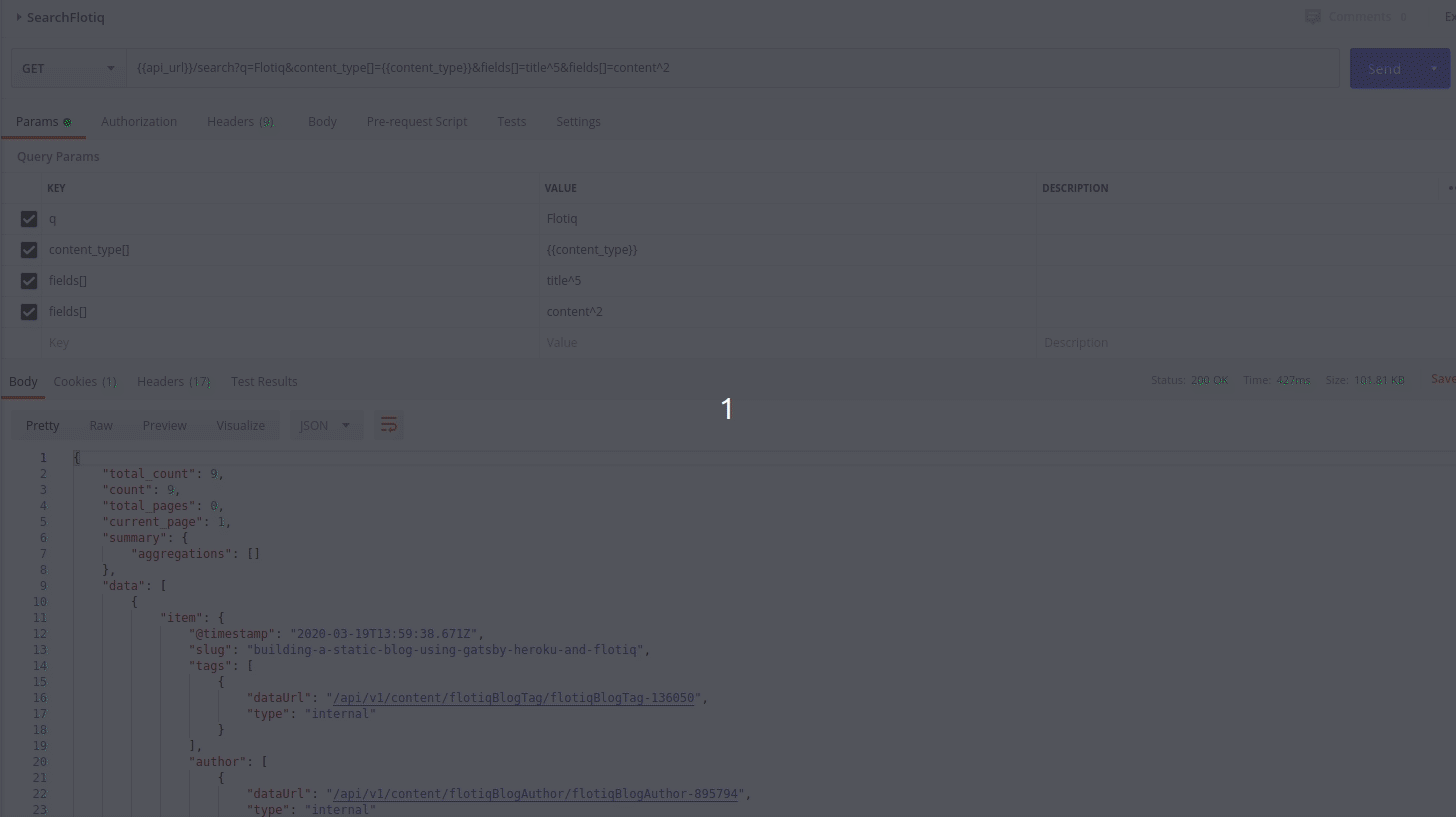 SearchFlotiq
Comments 0
Ex
GET
{{api_url}}/search?q=Flotiq&content_type[]={{content_type}}&fields[]=title^5&fields[]=content^2
Send
Params
Authorization
Headers (9)
Body
Pre-request Script
Tests
Settings
Query Params
KEY VALUE DESCRIPTION
q Flotiq
content_type[] {{content_type}}
fields[] title^5
fields[] content^2
Key Value Description
Body Cookies (1) Headers (17) Test Results
Status: 200 OK Time: 427ms Size: 101.81 KB Save
1
Pretty Raw Preview Visualize JSON
1 {
2 "total_count": 9,
3 "count": 9,
4 "total_pages": 0,
5 "current_page": 1,
6 "summary": {
7 "aggregations": []
8 },
9 "data": [
10 {
11 "item": {
12 "@timestamp": "2020-03-19T13:59:38.671Z",
13 "slug": "building-a-static-blog-using-gatsby-heroku-and-flotiq",
14 "tags": [
15 {
16 "dataUrl": "/api/v1/content/flotiqBlogTag/flotiqBlogTag-136050",
17 "type": "internal"
18 }
19 ],
20 "author": [
21 {
22 "dataUrl": "/api/v1/content/flotiqBlogAuthor/flotiqBlogAuthor-895794",
23 "type": "internal"